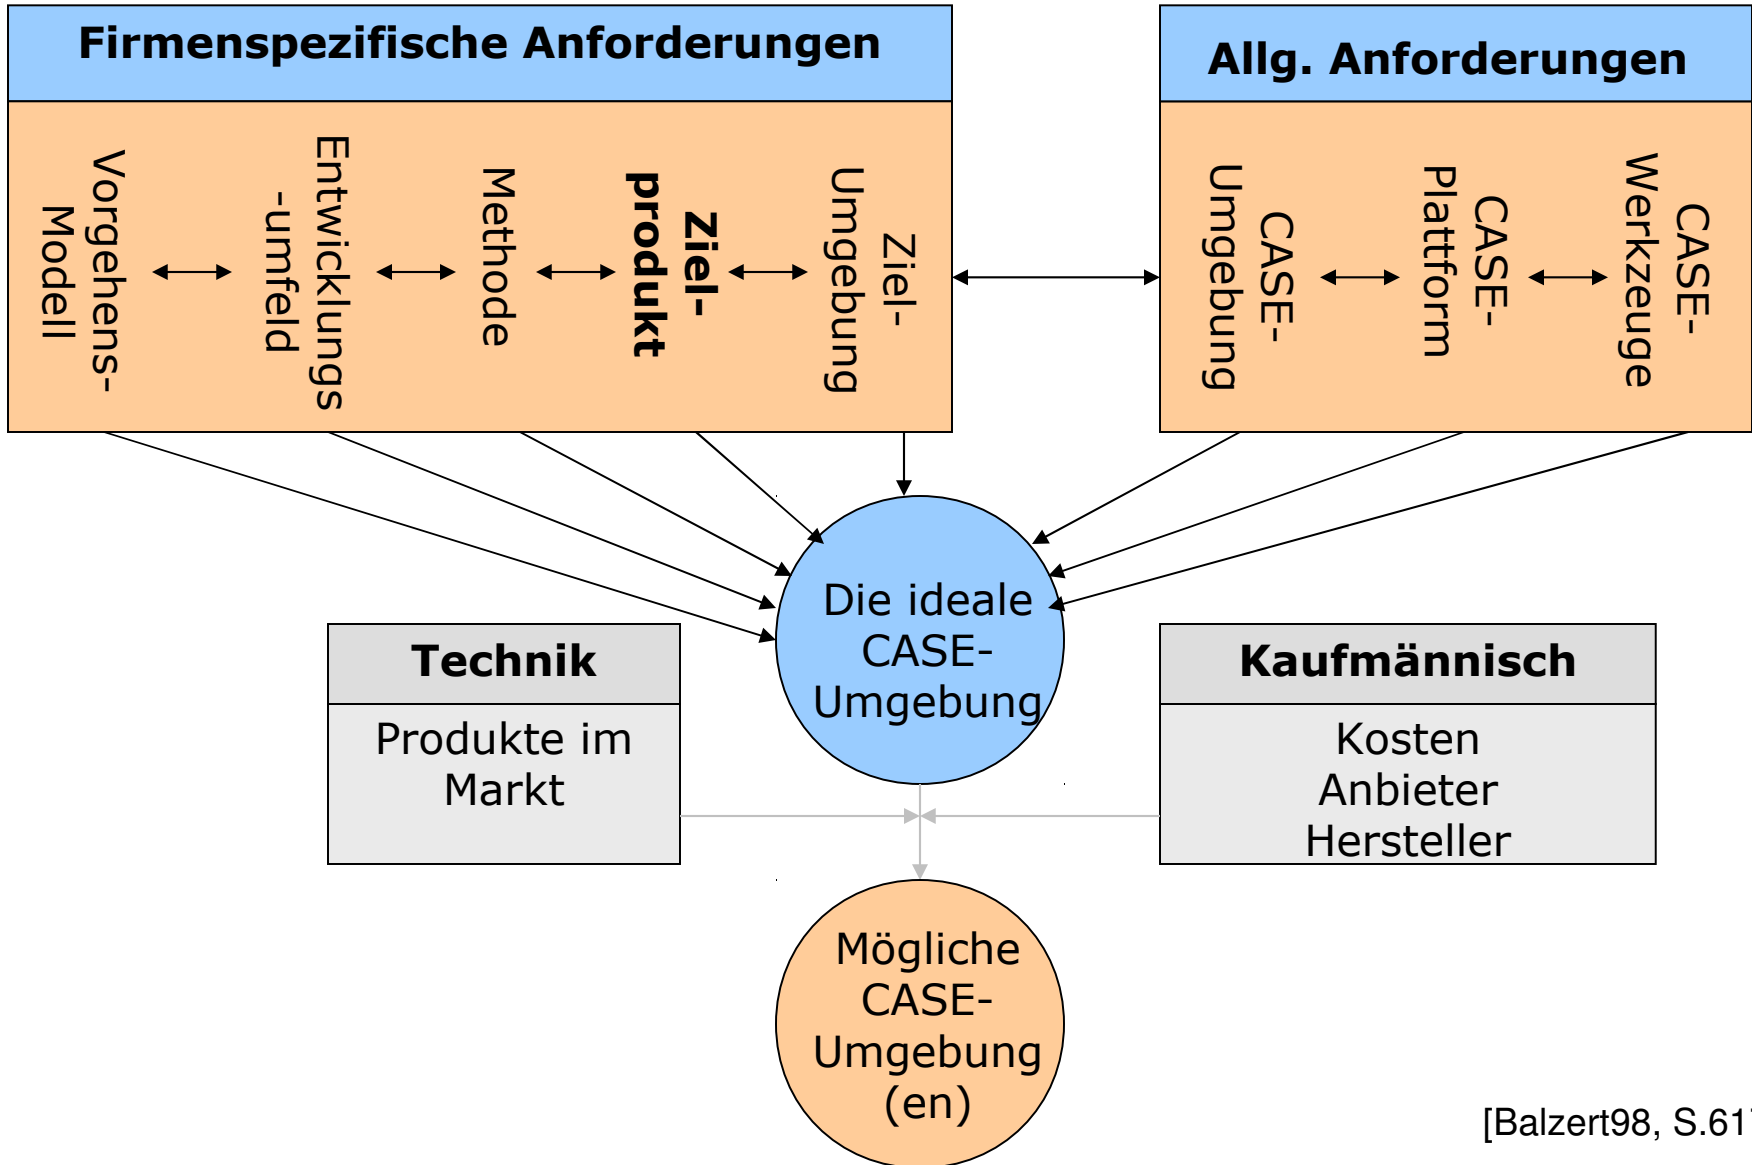 Firmenspezifische Anforderungen
Allg. Anforderungen
Vorgehens-
Modell
Entwicklungs
-umfeld
Methode
Ziel-
produkt
Ziel-
Umgebung
CASE-
Umgebung
CASE-
Plattform
CASE-
Werkzeuge
Die ideale
CASE-
Umgebung
Technik
Produkte im
Markt
Kaufmännisch
Kosten
Anbieter
Hersteller
Mögliche
CASE-
Umgebung
(en)
[Balzert98, S.61